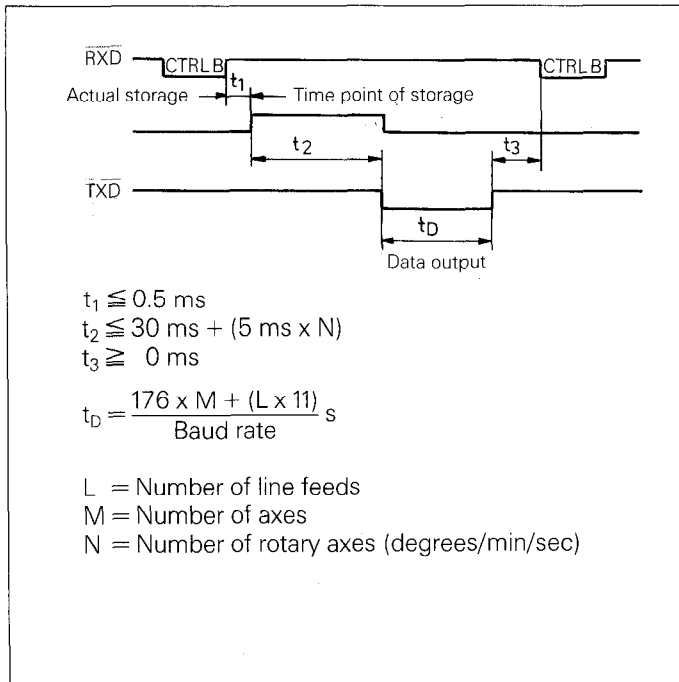 RXD CTRL B CTRL B
t1
Actual storage Time point of storage
t2 t3
TXD
tD
Data output
t1 ≦ 0.5 ms
t2 ≦ 30 ms + (5 ms x N)
t3 ≧ 0 ms
tD = 176 x M + (L x 11) / Baud rate s
L = Number of line feeds
M = Number of axes
N = Number of rotary axes (degrees/min/sec)